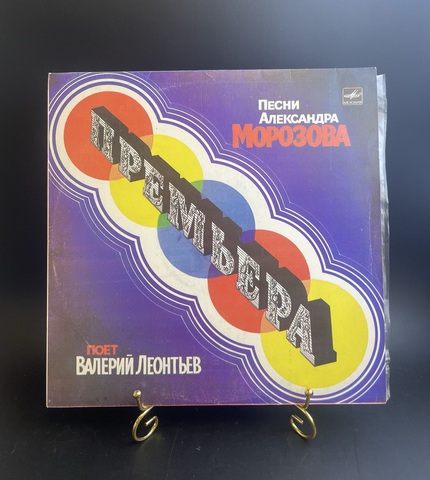 Песни
Александра
МОРОЗОВА
ПРЕМЬЕРА
ПОЕТ
ВАЛЕРИЙ ЛЕОНТЬЕВ